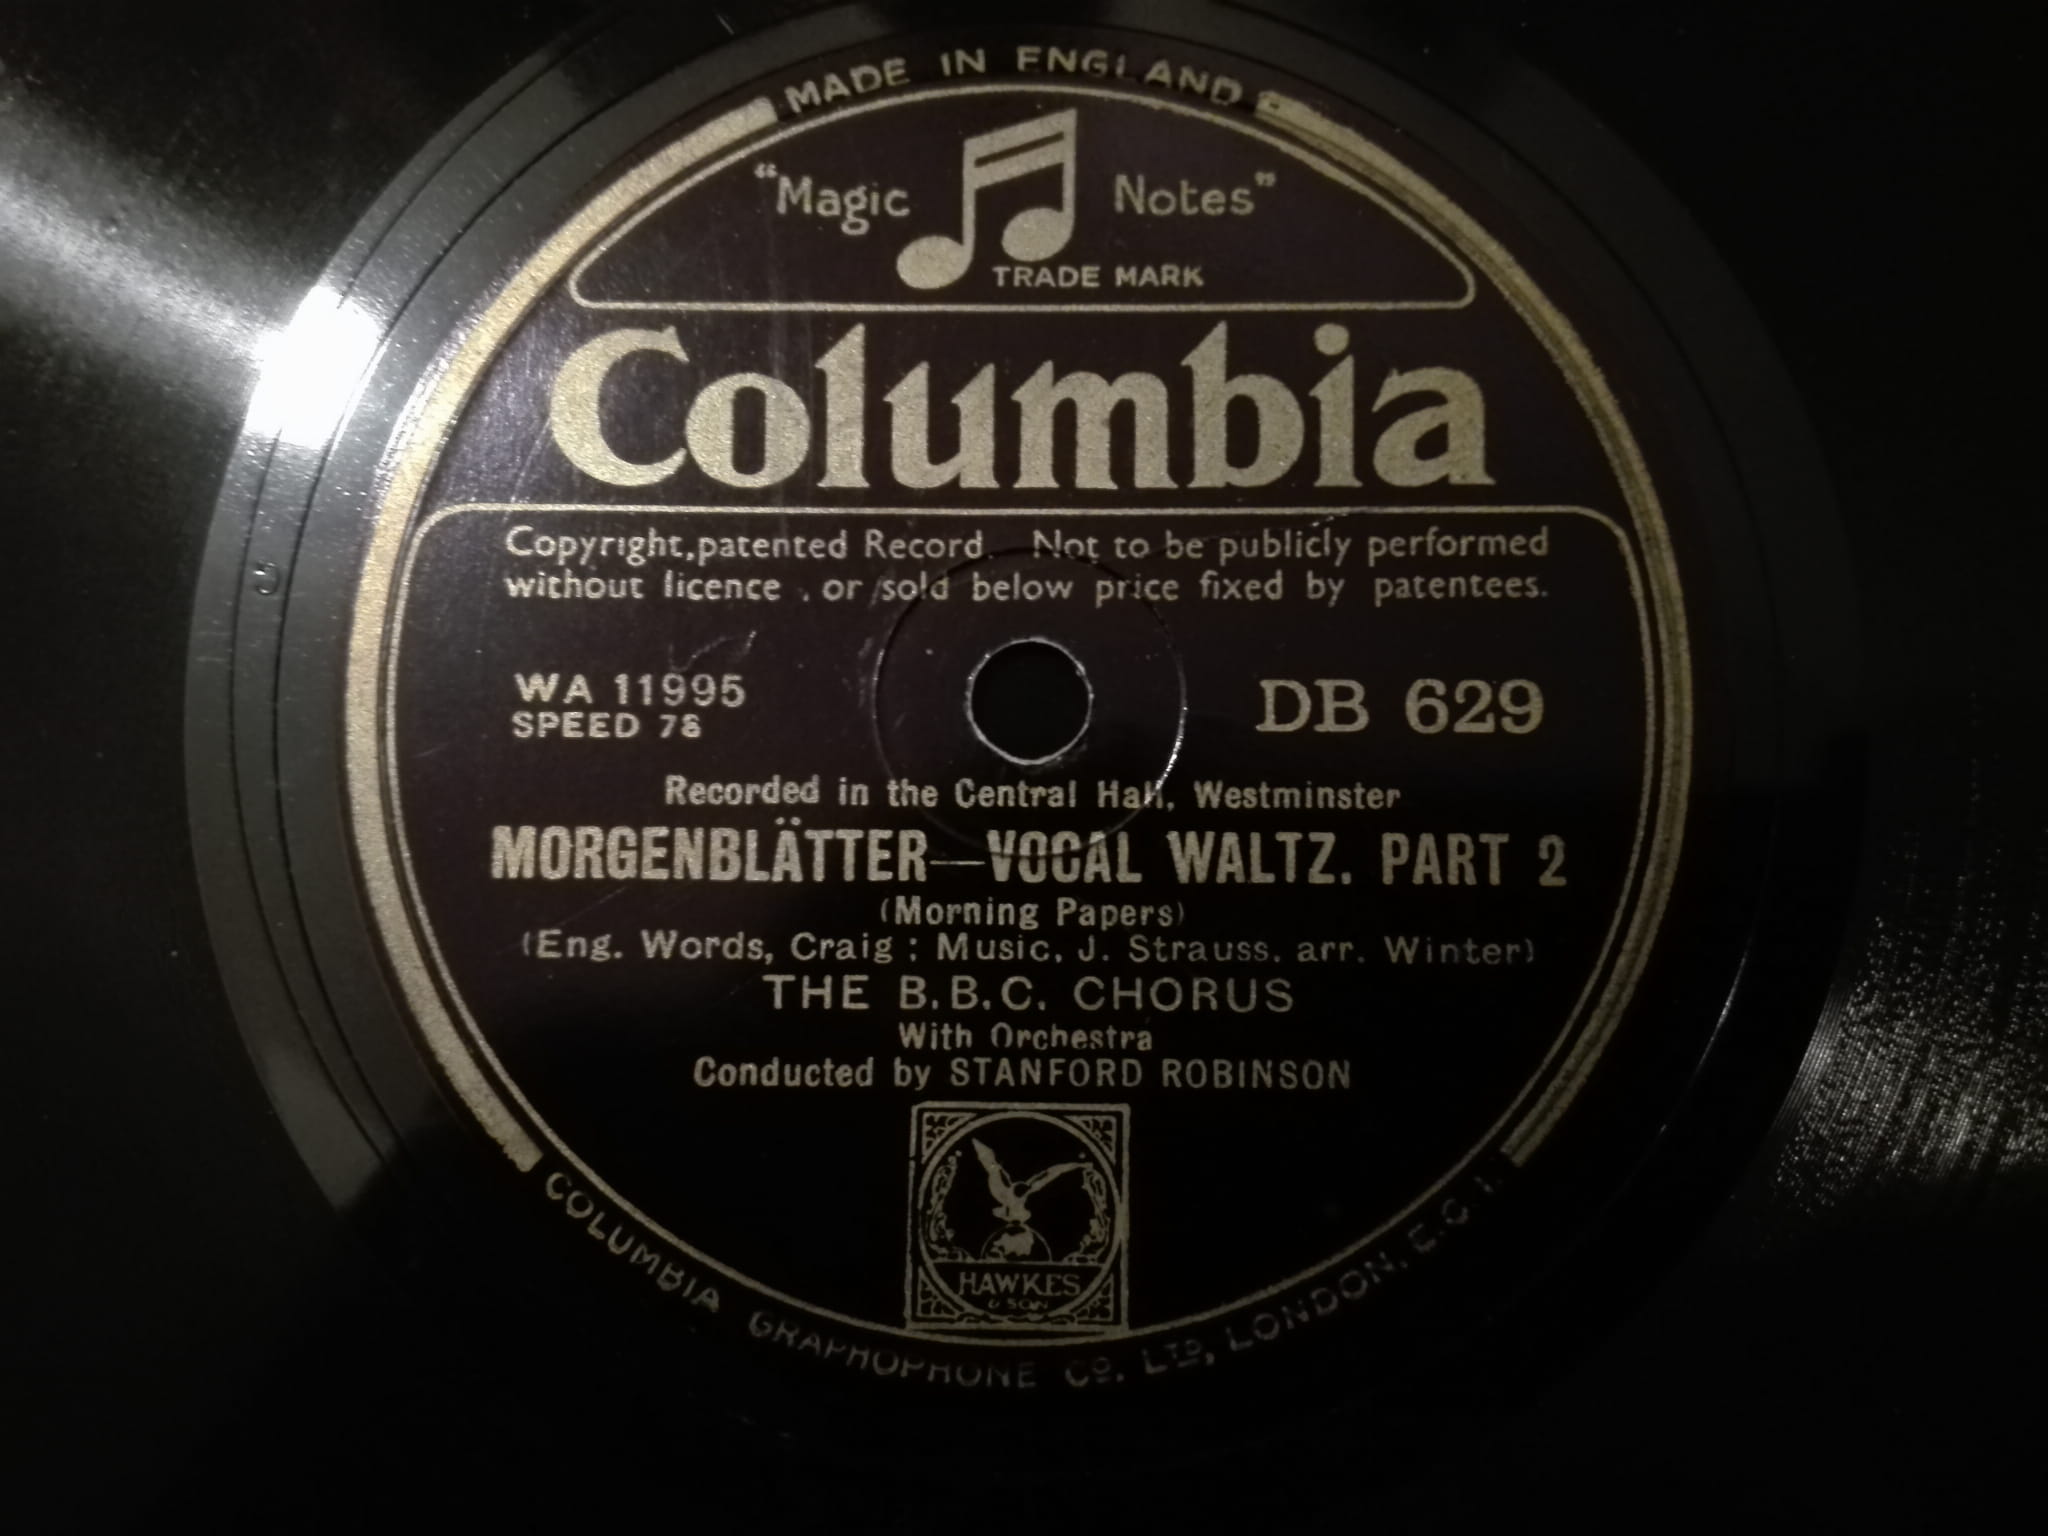 MADE IN ENGLAND
"Magic Notes"
TRADE MARK
Columbia
Copyright, patented Record. Not to be publicly performed
without licence, or sold below price fixed by patentees.
WA 11995
SPEED 78
DB 629
Recorded in the Central Hall, Westminster
MORGENBLÄTTER—VOCAL WALTZ. PART 2
(Morning Papers)
(Eng. Words, Craig : Music, J. Strauss, arr. Winter)
THE B.B.C. CHORUS
With Orchestra
Conducted by STANFORD ROBINSON
HAWKES
& SON
COLUMBIA GRAPHOPHONE CO. LTD, LONDON, E.C.1.